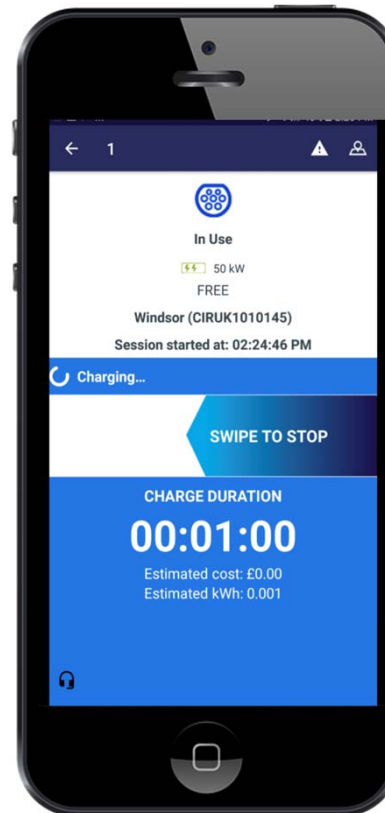 1
In Use
50 kW
FREE
Windsor (CIRUK1010145)
Session started at: 02:24:46 PM
Charging...
SWIPE TO STOP
CHARGE DURATION
00:01:00
Estimated cost: £0.00
Estimated kWh: 0.001